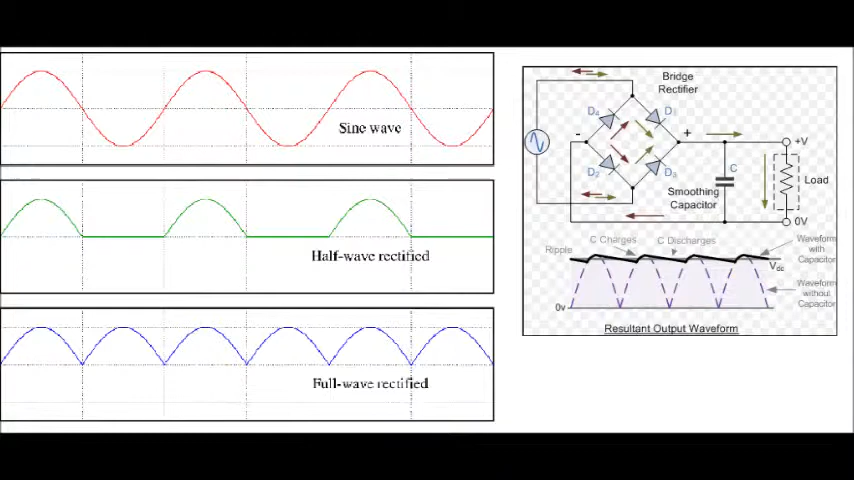 Sine wave
Half-wave rectified
Full-wave rectified
Bridge
Rectifier
D4
D
-
+
+V
D2
D3
C
Load
Smoothing
Capacitor
0V
Ripple
C Charges
C Discharges
Waveform
with
Capacitor
Vdc
Waveform
without
Capacitor
0v
Resultant Output Waveform